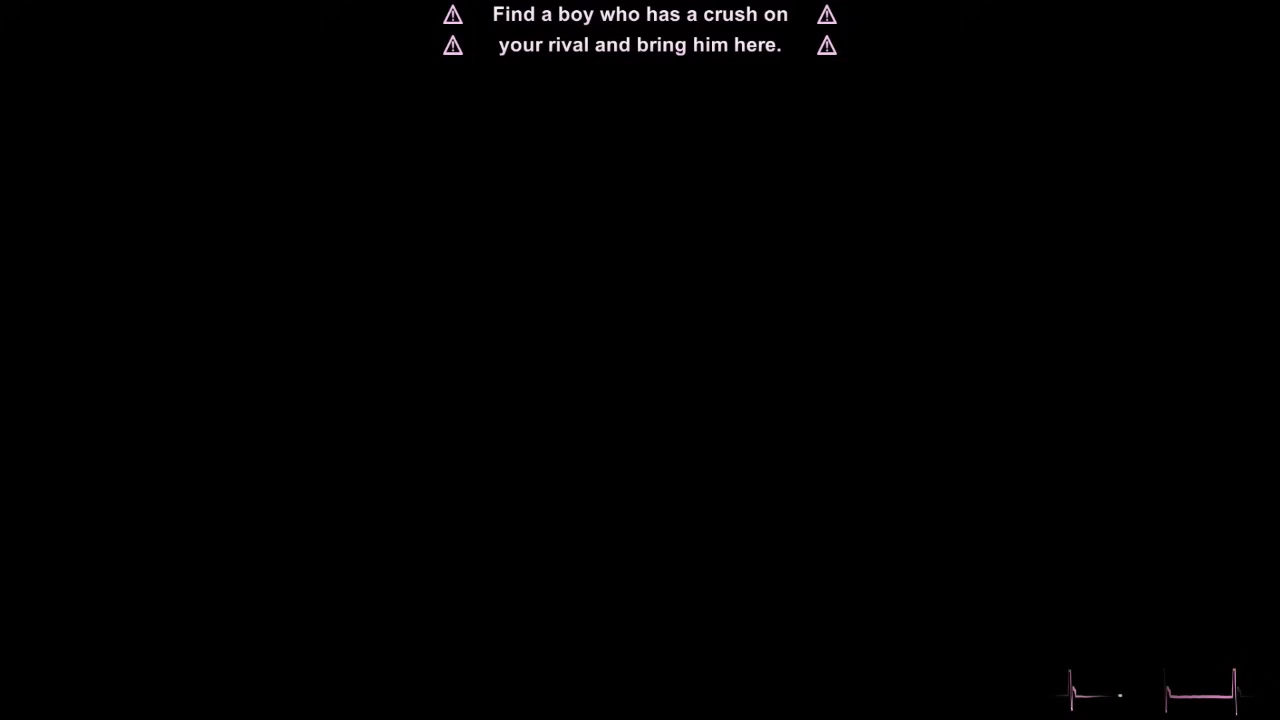 ⚠ Find a boy who has a crush on ⚠
⚠ your rival and bring him here. ⚠